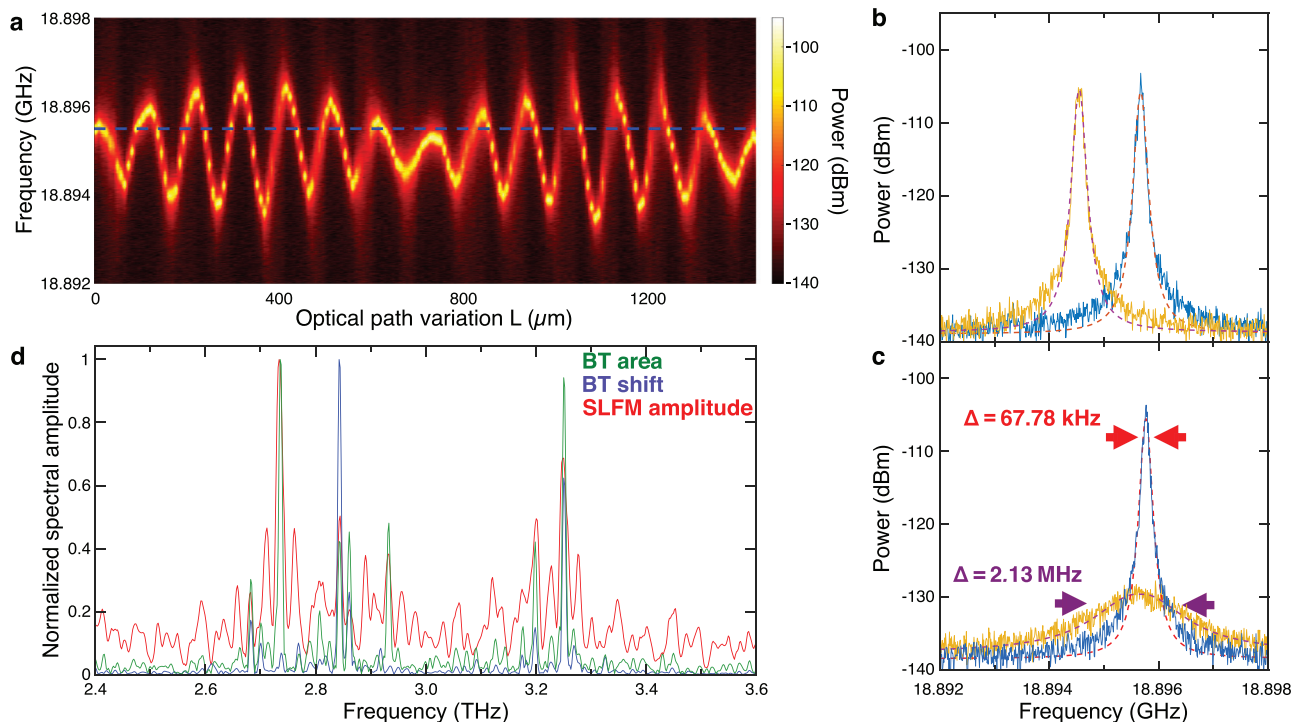 a
18.898
18.896
18.894
18.892
Frequency (GHz)
0
400
800
1200
Optical path variation L (µm)
-100
-110
-120
-130
-140
Power (dBm)
b
-100
-110
-120
-130
-140
Power (dBm)
c
-100
-110
-120
-130
-140
Power (dBm)
Δ = 67.78 kHz
Δ = 2.13 MHz
18.892
18.894
18.896
18.898
Frequency (GHz)
d
1
0.8
0.6
0.4
0.2
0
Normalized spectral amplitude
BT area
BT shift
SLFM amplitude
2.4
2.6
2.8
3.0
3.2
3.4
3.6
Frequency (THz)